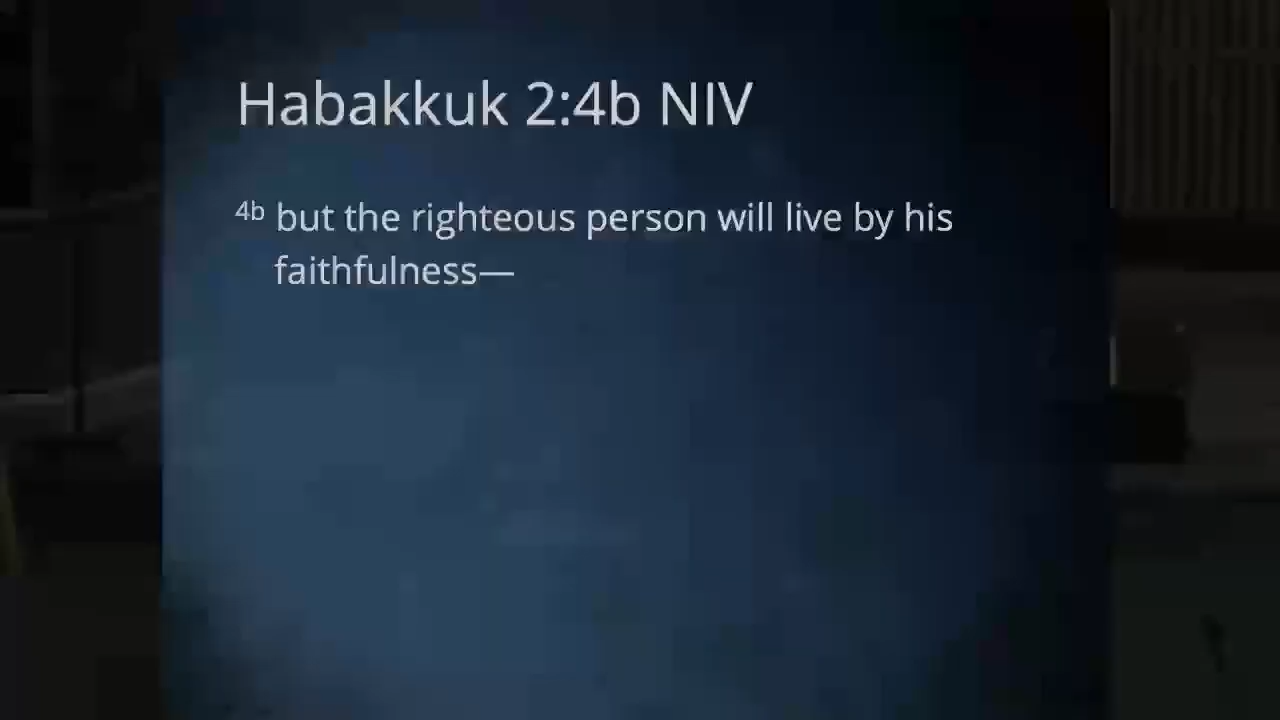 Habakkuk 2:4b NIV
4b but the righteous person will live by his
faithfulness—